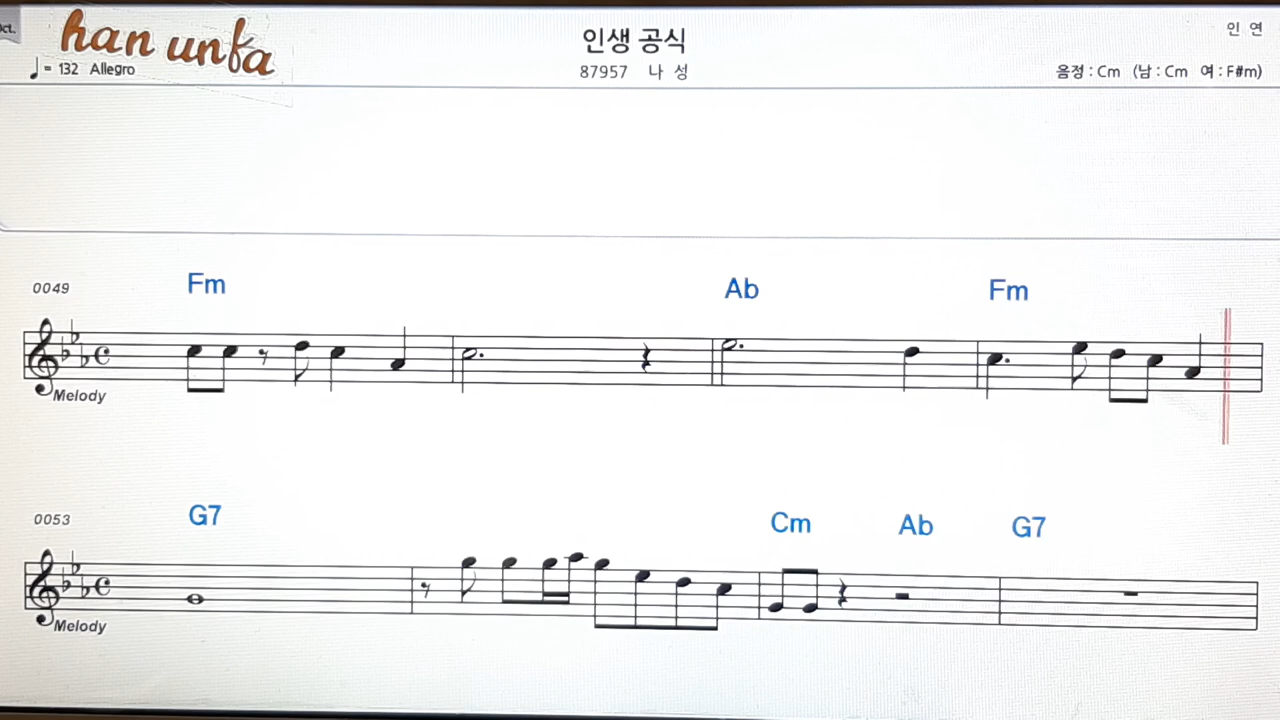 han unfa
인생 공식
인 연
♩= 132 Allegro
87957 나 성
음정 : Cm (남 : Cm 여 : F#m)
0049 Fm Ab Fm
Melody
0053 G7 Cm Ab G7
Melody